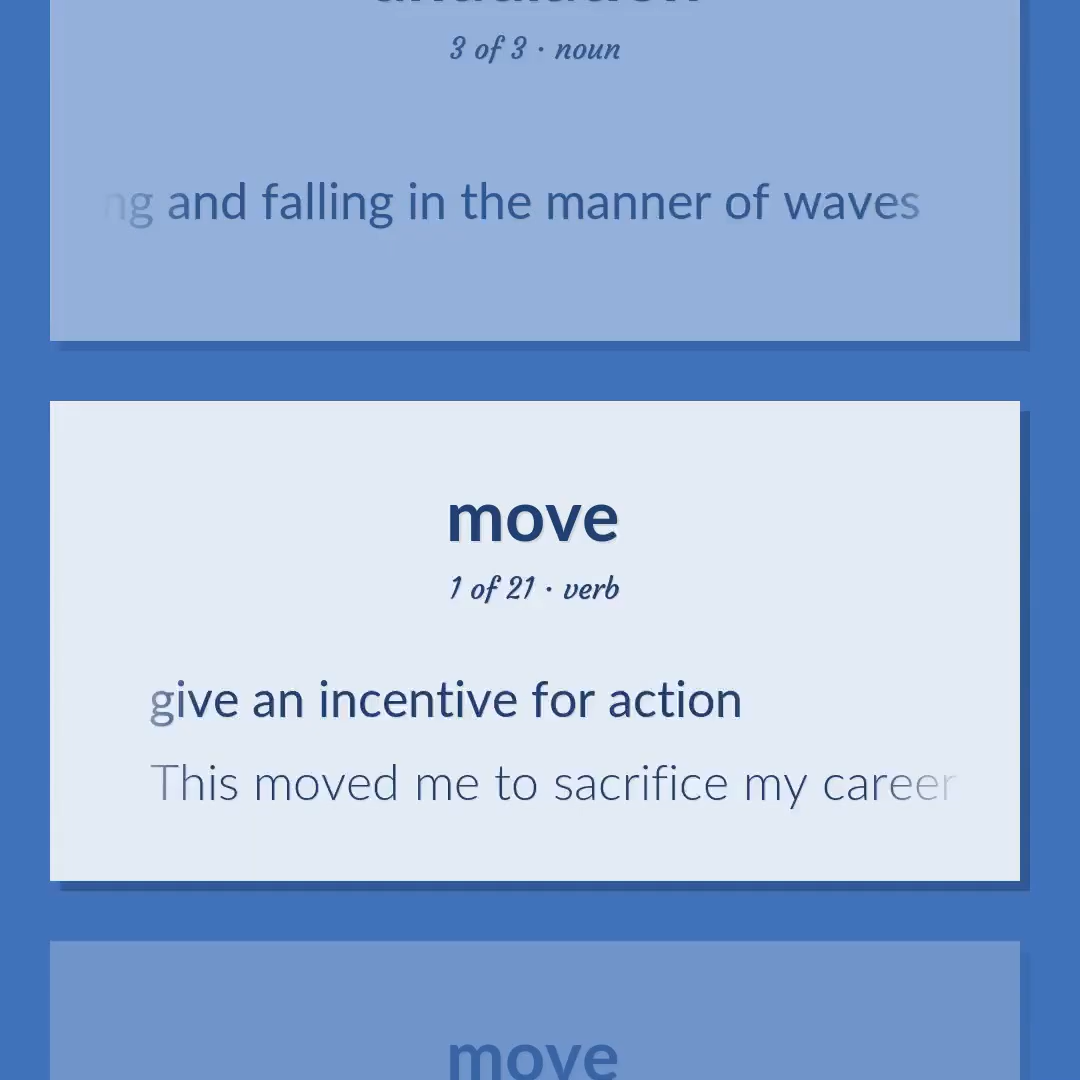 3 of 3 · noun
and falling in the manner of waves
move
1 of 21 · verb
give an incentive for action
This moved me to sacrifice my career
move